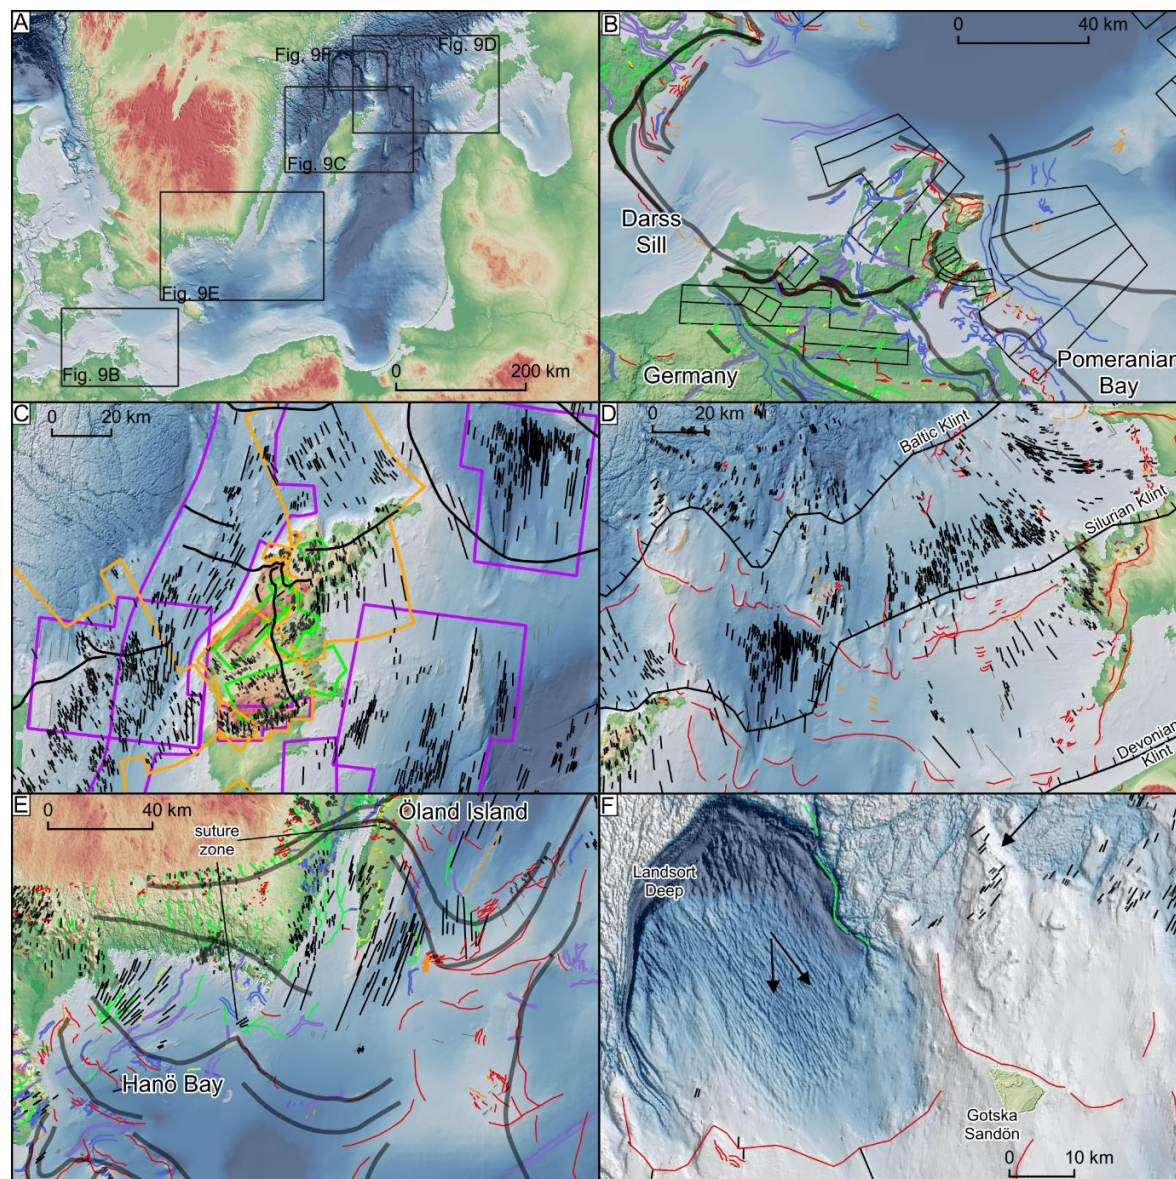 A
Fig. 9F
Fig. 9D
Fig. 9C
Fig. 9E
Fig. 9B
0 200 km
B
0 40 km
Darss
Sill
Germany
Pomeranian
Bay
C
0 20 km
D
0 20 km
Baltic Klint
Silurian Klint
Devonian
Klint
E
0 40 km
Öland Island
suture
zone
Hanö Bay
F
Landsort
Deep
Gotska
Sandön
0 10 km